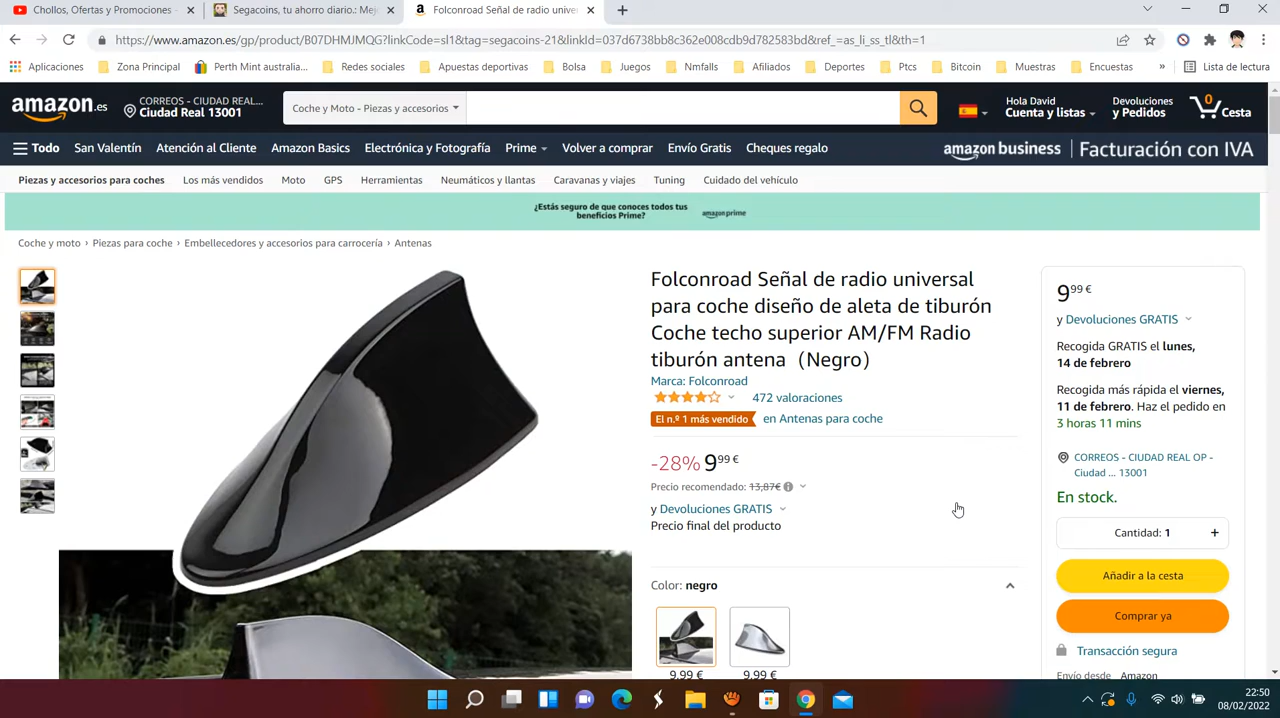 Chollos, Ofertas y Promociones -
Segacoins, tu ahorro diario.: Mej
Folconroad Señal de radio univer
https://www.amazon.es/gp/product/B07DHMJMQG?linkCode=sl1&tag=segacoins-21&linkId=037d6738bb8c362e008cdb9d782583bd&ref_=as_li_ss_tl&th=1
Aplicaciones Zona Principal Perth Mint australia... Redes sociales Apuestas deportivas Bolsa Juegos Nmfalls Afiliados Deportes Ptcs Bitcoin Muestras Encuestas » Lista de lectura
amazon.es
CORREOS - CIUDAD REAL...
Ciudad Real 13001
Coche y Moto - Piezas y accesorios
Hola David
Cuenta y listas
Devoluciones
y Pedidos
0
Cesta
Todo San Valentín Atención al Cliente Amazon Basics Electrónica y Fotografía Prime Volver a comprar Envío Gratis Cheques regalo amazon business | Facturación con IVA
Piezas y accesorios para coches Los más vendidos Moto GPS Herramientas Neumáticos y llantas Caravanas y viajes Tuning Cuidado del vehículo
¿Estás seguro de que conoces todos tus
beneficios Prime?
amazon prime
Coche y moto › Piezas para coche › Embellecedores y accesorios para carrocería › Antenas
Folconroad Señal de radio universal
para coche diseño de aleta de tiburón
Coche techo superior AM/FM Radio
tiburón antena（Negro）
Marca: Folconroad
472 valoraciones
El n.º 1 más vendido en Antenas para coche
-28% 9,99 €
Precio recomendado: 13,87€
y Devoluciones GRATIS
Precio final del producto
Color: negro
9,99 € 9,99 €
9,99 €
y Devoluciones GRATIS
Recogida GRATIS el lunes,
14 de febrero
Recogida más rápida el viernes,
11 de febrero. Haz el pedido en
3 horas 11 mins
CORREOS - CIUDAD REAL OP -
Ciudad ... 13001
En stock.
Cantidad: 1 +
Añadir a la cesta
Comprar ya
Transacción segura
Envío desde Amazon
22:50
08/02/2022